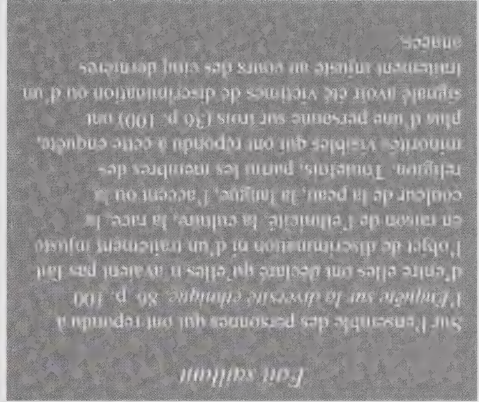 Fait saillant
Sur l'ensemble des personnes qui ont répondu à
l'Enquête sur la diversité ethnique, 86 p. 100
d'entre elles ont déclaré qu'elles n'avaient pas fait
l'objet de discrimination ni d'un traitement injuste
en raison de l'ethnicité, la culture, la race, la
couleur de la peau, la langue, l'accent ou la
religion. Toutefois, parmi les membres des
minorités visibles qui ont répondu à cette enquête,
plus d'une personne sur trois (36 p. 100) ont
signalé avoir été victimes de discrimination ou d'un
traitement injuste au cours des cinq dernières
années.